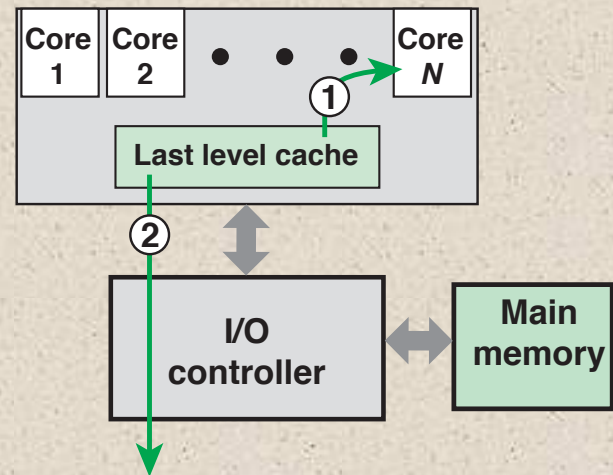 Core
1
Core
2
Core
N
1
Last level cache
2
I/O
controller
Main
memory